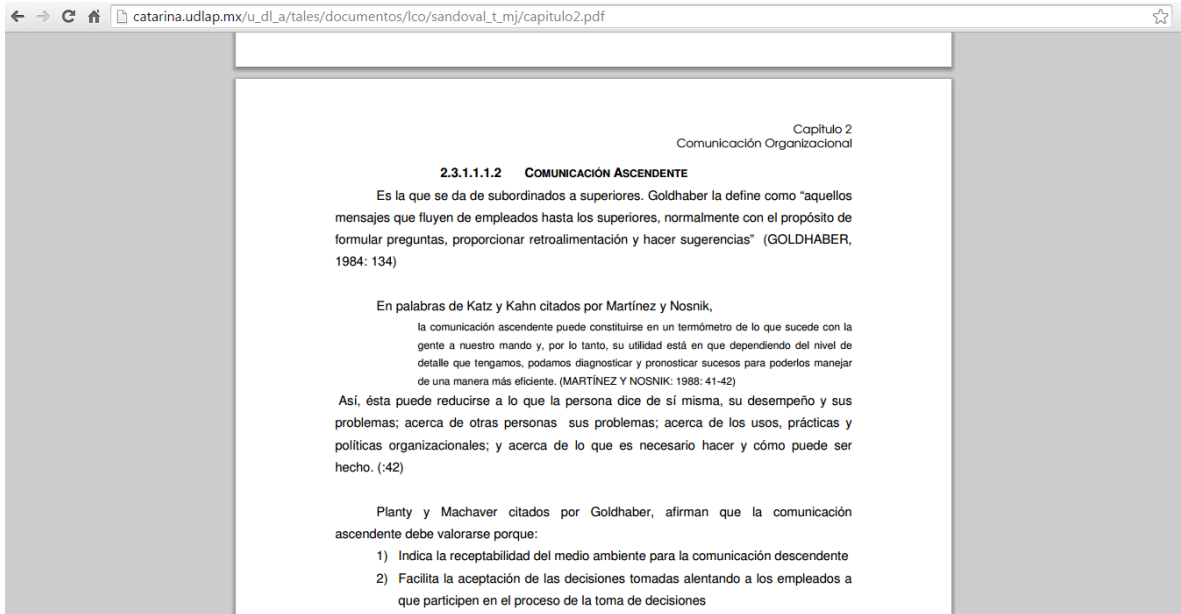 catarina.udlap.mx/u_dl_a/tales/documentos/lco/sandoval_t_mj/capitulo2.pdf
Capítulo 2
Comunicación Organizacional
2.3.1.1.1.2 COMUNICACIÓN ASCENDENTE
Es la que se da de subordinados a superiores. Goldhaber la define como “aquellos
mensajes que fluyen de empleados hasta los superiores, normalmente con el propósito de
formular preguntas, proporcionar retroalimentación y hacer sugerencias” (GOLDHABER,
1984: 134)
En palabras de Katz y Kahn citados por Martínez y Nosnik,
la comunicación ascendente puede constituirse en un termómetro de lo que sucede con la
gente a nuestro mando y, por lo tanto, su utilidad está en que dependiendo del nivel de
detalle que tengamos, podamos diagnosticar y pronosticar sucesos para poderlos manejar
de una manera más eficiente. (MARTÍNEZ Y NOSNIK: 1988: 41-42)
Así, ésta puede reducirse a lo que la persona dice de sí misma, su desempeño y sus
problemas; acerca de otras personas sus problemas; acerca de los usos, prácticas y
políticas organizacionales; y acerca de lo que es necesario hacer y cómo puede ser
hecho. (:42)
Planty y Machaver citados por Goldhaber, afirman que la comunicación
ascendente debe valorarse porque:
1) Indica la receptabilidad del medio ambiente para la comunicación descendente
2) Facilita la aceptación de las decisiones tomadas alentando a los empleados a
que participen en el proceso de la toma de decisiones